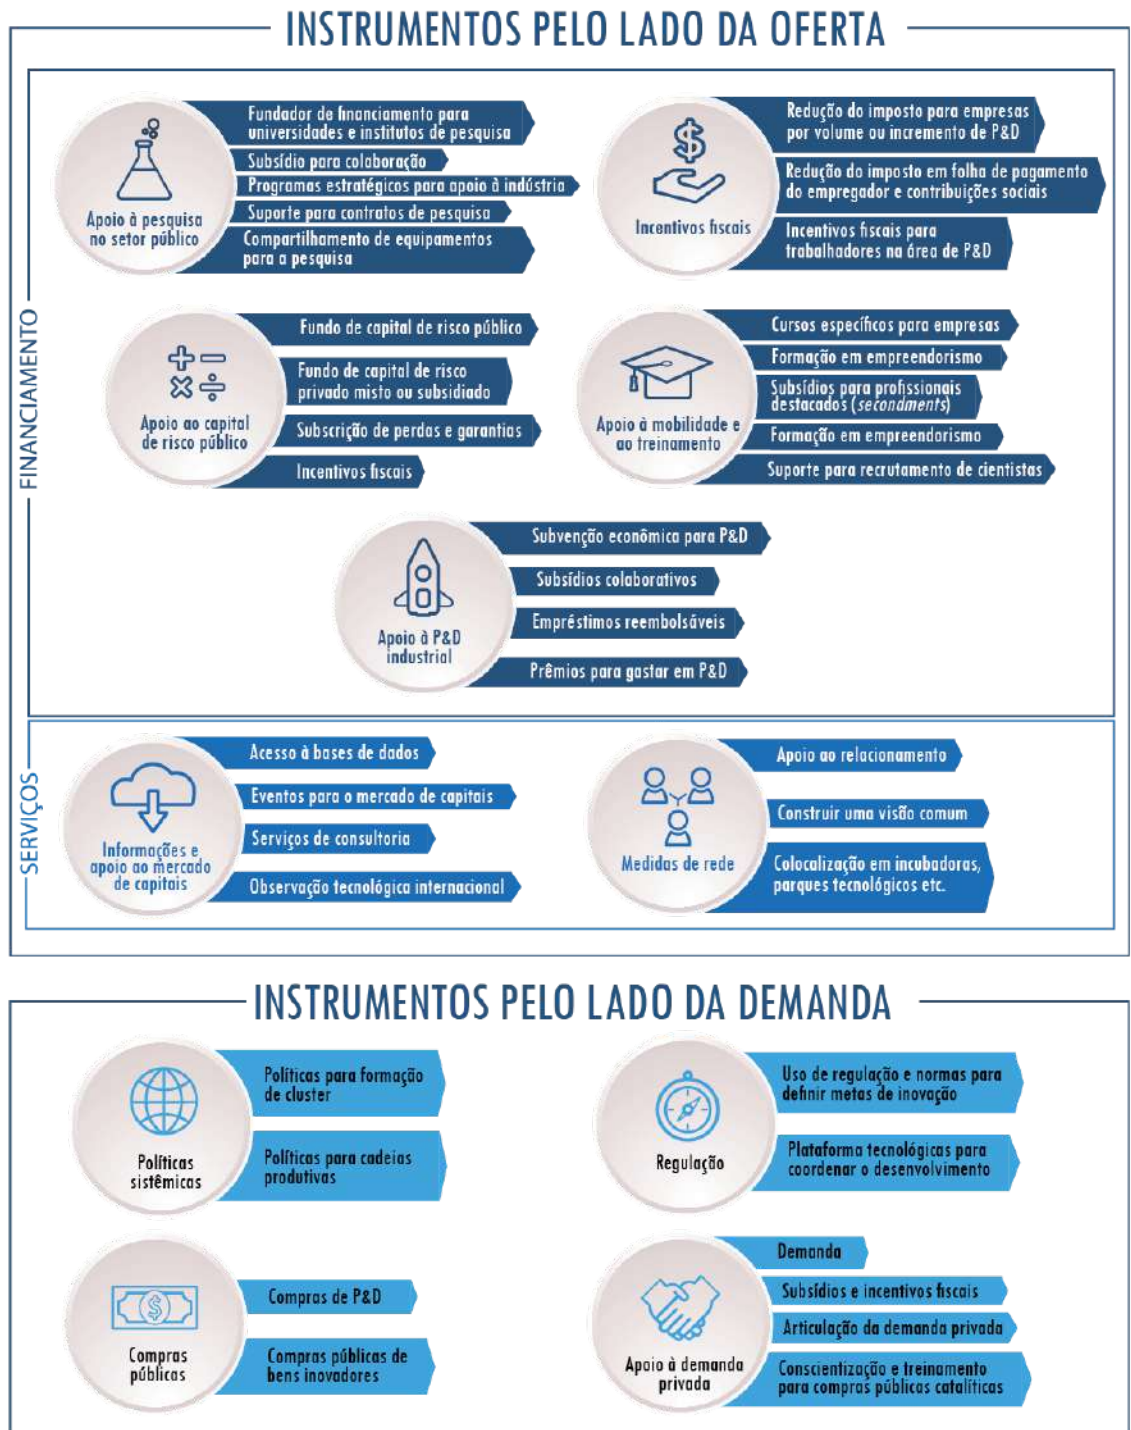 INSTRUMENTOS PELO LADO DA OFERTA
FINANCIAMENTO
Apoio à pesquisa
no setor público
Fundador de financiamento para
universidades e institutos de pesquisa
Subsídio para colaboração
Programas estratégicos para apoio à indústria
Suporte para contratos de pesquisa
Compartilhamento de equipamentos
para a pesquisa
Incentivos fiscais
Redução do imposto para empresas
por volume ou incremento de P&D
Redução do imposto em folha de pagamento
do empregador e contribuições sociais
Incentivos fiscais para
trabalhadores na área de P&D
Apoio ao capital
de risco público
Fundo de capital de risco público
Fundo de capital de risco
privado misto ou subsidiado
Subscrição de perdas e garantias
Incentivos fiscais
Apoio à mobilidade e
ao treinamento
Cursos específicos para empresas
Formação em empreendorismo
Subsídios para profissionais
destacados (secondments)
Formação em empreendorismo
Suporte para recrutamento de cientistas
Apoio à P&D
industrial
Subvenção econômica para P&D
Subsídios colaborativos
Empréstimos reembolsáveis
Prêmios para gastar em P&D
SERVIÇOS
Informações e
apoio ao mercado
de capitais
Acesso à bases de dados
Eventos para o mercado de capitais
Serviços de consultoria
Observação tecnológica internacional
Medidas de rede
Apoio ao relacionamento
Construir uma visão comum
Colocalização em incubadoras,
parques tecnológicos etc.
INSTRUMENTOS PELO LADO DA DEMANDA
Políticas
sistêmicas
Políticas para formação
de cluster
Políticas para cadeias
produtivas
Regulação
Uso de regulação e normas para
definir metas de inovação
Plataforma tecnológicas para
coordenar o desenvolvimento
Compras
públicas
Compras de P&D
Compras públicas de
bens inovadores
Apoio à demanda
privada
Demanda
Subsídios e incentivos fiscais
Articulação da demanda privada
Conscientização e treinamento
para compras públicas catalíticas